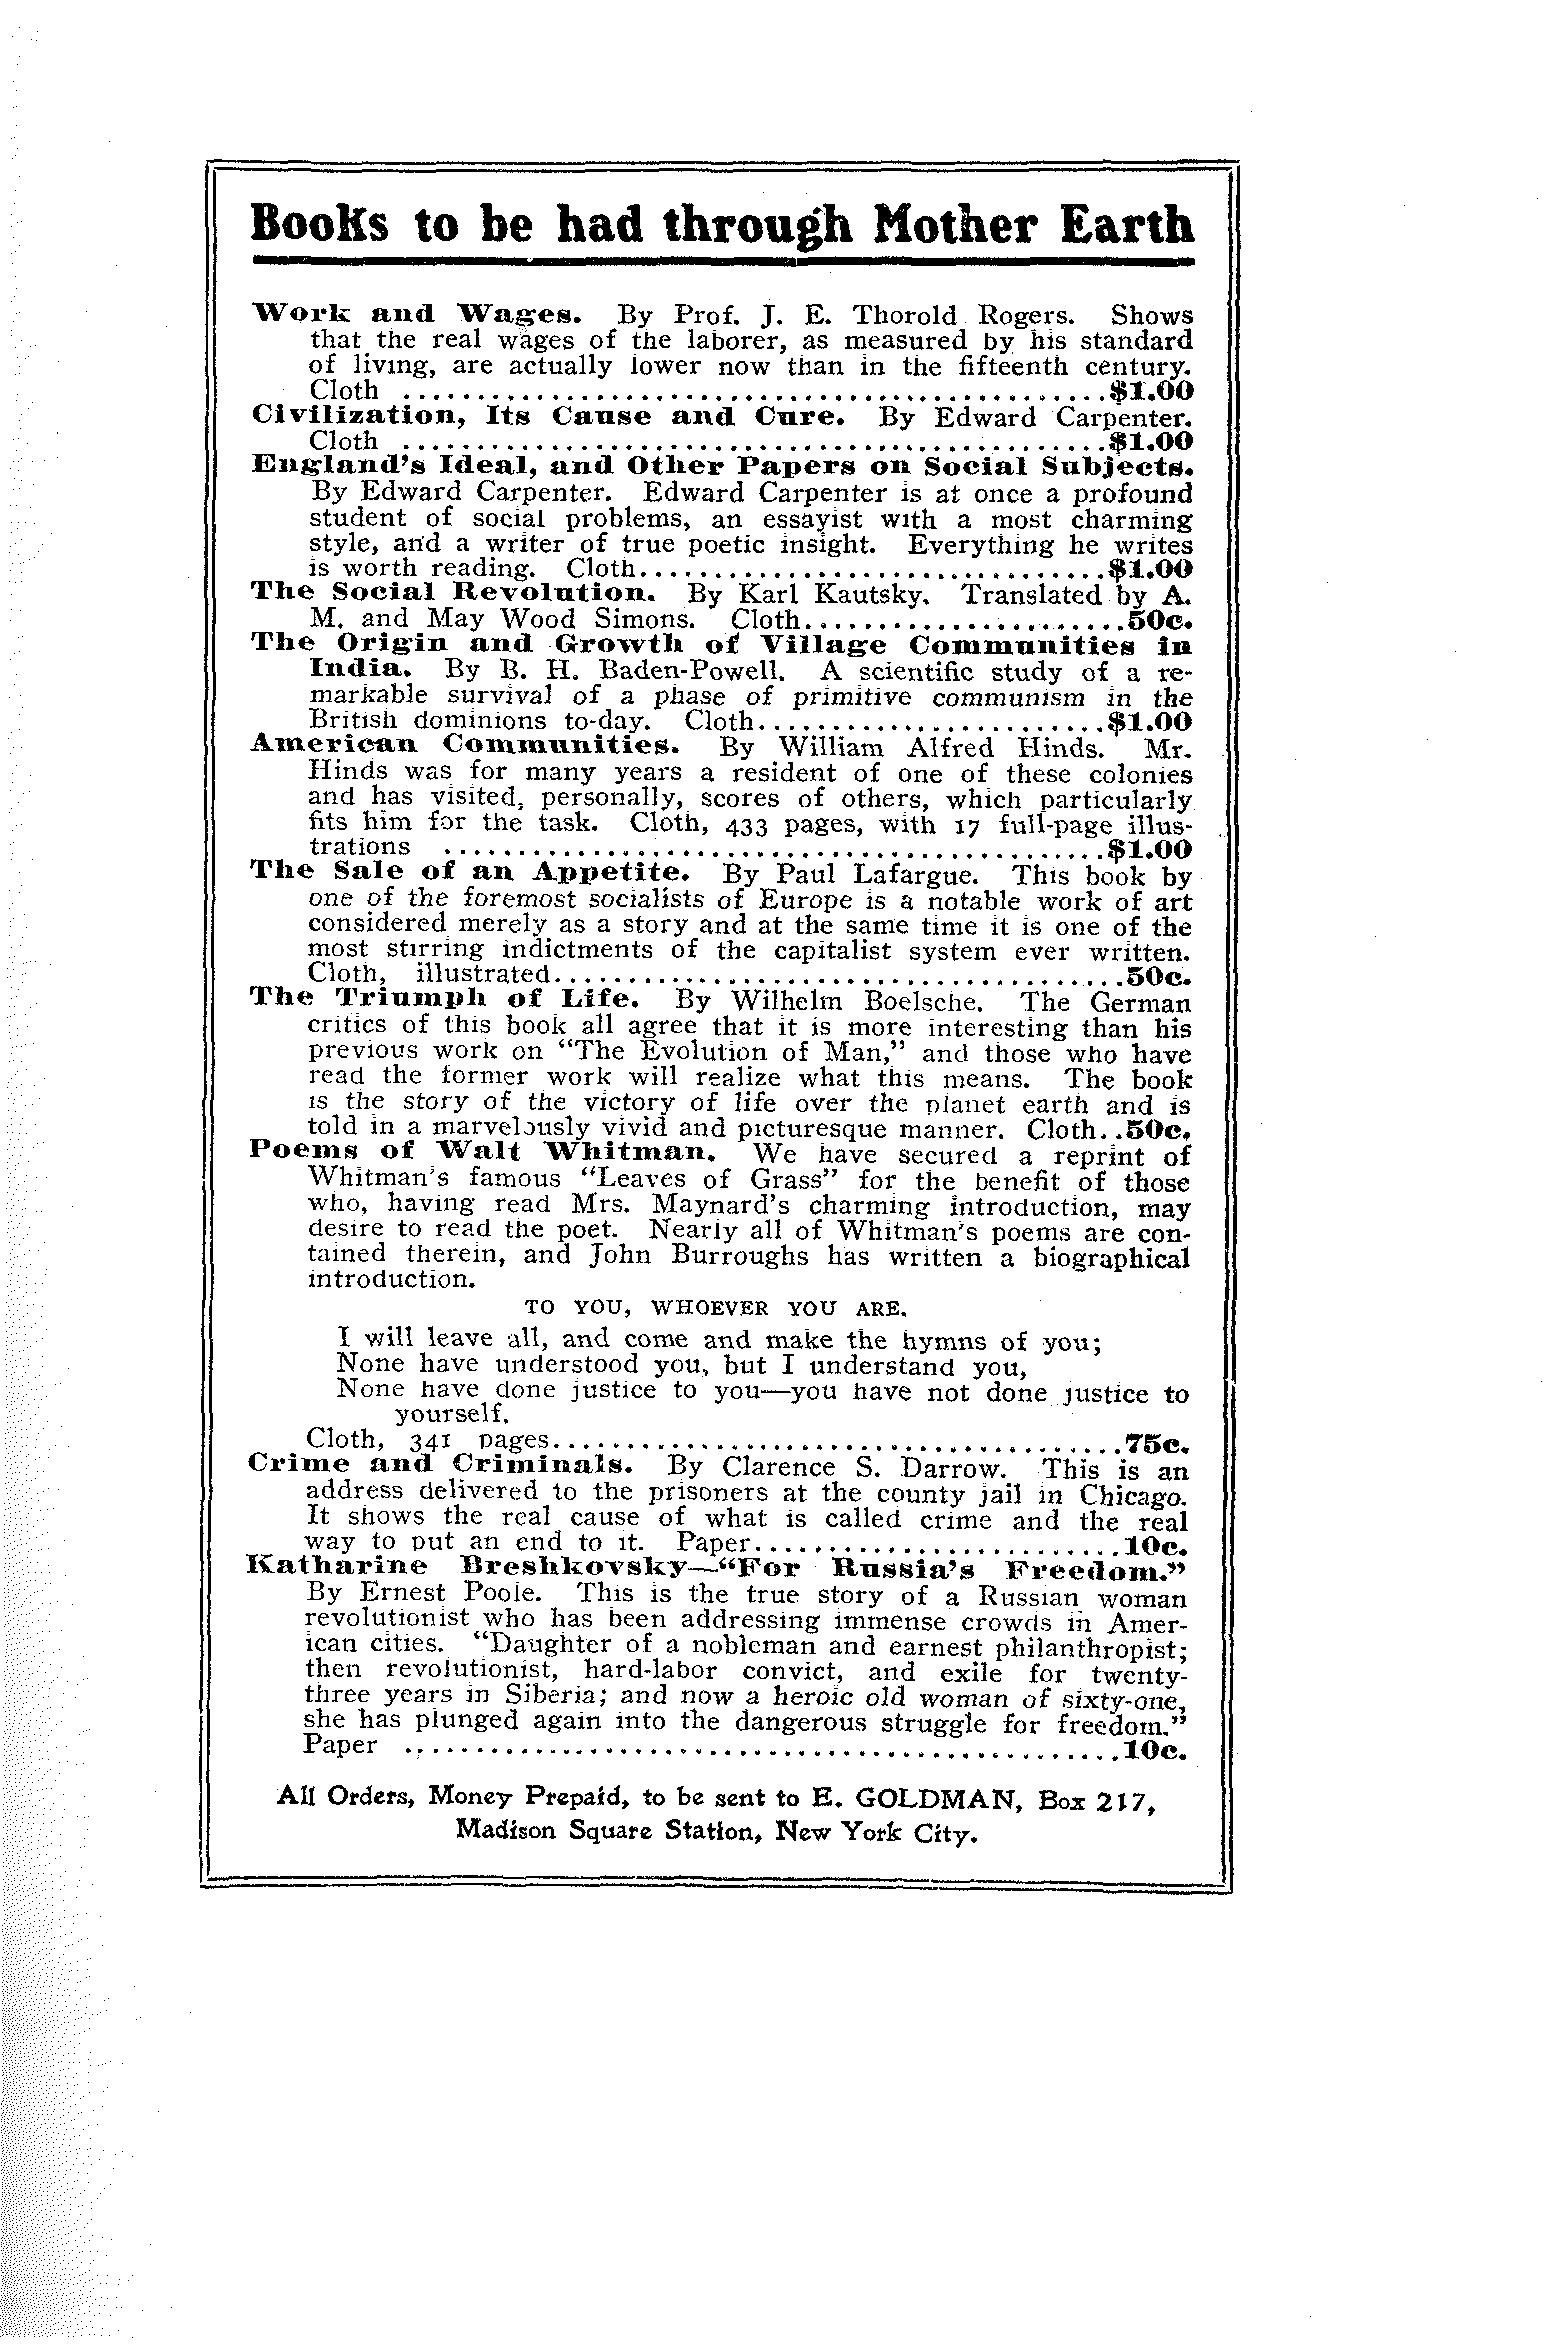 Books to be had through Mother Earth
Work and Wages. By Prof. J. E. Thorold Rogers. Shows
that the real wages of the laborer, as measured by his standard
of living, are actually lower now than in the fifteenth century.
Cloth ................................................$1.00
Civilization, Its Cause and Cure. By Edward Carpenter.
Cloth ................................................$1.00
England's Ideal, and Other Papers on Social Subjects.
By Edward Carpenter. Edward Carpenter is at once a profound
student of social problems, an essayist with a most charming
style, and a writer of true poetic insight. Everything he writes
is worth reading. Cloth................................$1.00
The Social Revolution. By Karl Kautsky. Translated by A.
M. and May Wood Simons. Cloth......................50c.
The Origin and Growth of Village Communities in
India. By B. H. Baden-Powell. A scientific study of a re-
markable survival of a phase of primitive communism in the
British dominions to-day. Cloth........................$1.00
American Communities. By William Alfred Hinds. Mr.
Hinds was for many years a resident of one of these colonies
and has visited, personally, scores of others, which particularly
fits him for the task. Cloth, 433 pages, with 17 full-page illus-
trations .............................................$1.00
The Sale of an Appetite. By Paul Lafargue. This book by
one of the foremost socialists of Europe is a notable work of art
considered merely as a story and at the same time it is one of the
most stirring indictments of the capitalist system ever written.
Cloth, illustrated.......................................50c.
The Triumph of Life. By Wilhelm Boelsche. The German
critics of this book all agree that it is more interesting than his
previous work on "The Evolution of Man," and those who have
read the former work will realize what this means. The book
is the story of the victory of life over the planet earth and is
told in a marvelously vivid and picturesque manner. Cloth..50c.
Poems of Walt Whitman. We have secured a reprint of
Whitman's famous "Leaves of Grass" for the benefit of those
who, having read Mrs. Maynard's charming introduction, may
desire to read the poet. Nearly all of Whitman's poems are con-
tained therein, and John Burroughs has written a biographical
introduction.
TO YOU, WHOEVER YOU ARE.
I will leave all, and come and make the hymns of you;
None have understood you, but I understand you,
None have done justice to you—you have not done justice to
yourself.
Cloth, 341 pages.......................................75c.
Crime and Criminals. By Clarence S. Darrow. This is an
address delivered to the prisoners at the county jail in Chicago.
It shows the real cause of what is called crime and the real
way to put an end to it. Paper.........................10c.
Katharine Breshkovsky—"For Russia's Freedom."
By Ernest Poole. This is the true story of a Russian woman
revolutionist who has been addressing immense crowds in Amer-
ican cities. "Daughter of a nobleman and earnest philanthropist;
then revolutionist, hard-labor convict, and exile for twenty-
three years in Siberia; and now a heroic old woman of sixty-one,
she has plunged again into the dangerous struggle for freedom."
Paper ................................................10c.
All Orders, Money Prepaid, to be sent to E. GOLDMAN, Box 217,
Madison Square Station, New York City.